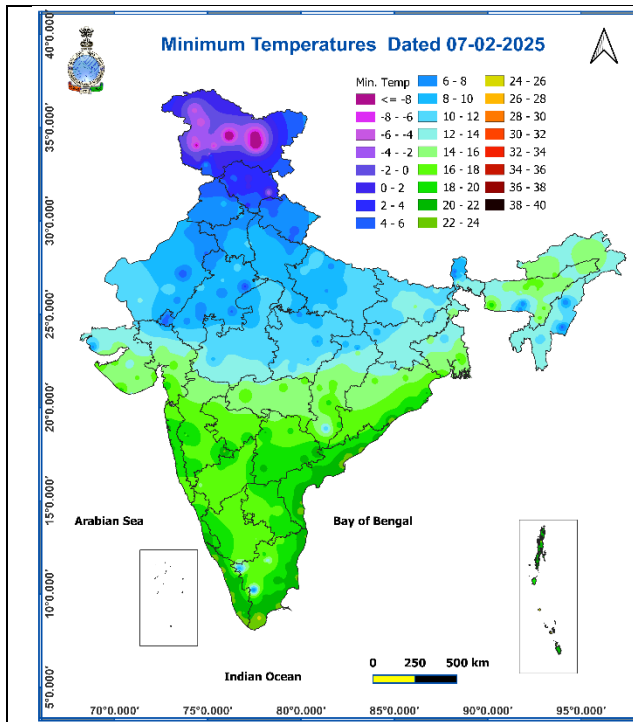 Minimum Temperatures Dated 07-02-2025
Min. Temp
<= -8
-8 - -6
-6 - -4
-4 - -2
-2 - 0
0 - 2
2 - 4
4 - 6
6 - 8
8 - 10
10 - 12
12 - 14
14 - 16
16 - 18
18 - 20
20 - 22
22 - 24
24 - 26
26 - 28
28 - 30
30 - 32
32 - 34
34 - 36
36 - 38
38 - 40
40°0.000'
35°0.000'
30°0.000'
25°0.000'
20°0.000'
15°0.000'
10°0.000'
5°0.000'
Arabian Sea
Bay of Bengal
Indian Ocean
0 250 500 km
70°0.000' 75°0.000' 80°0.000' 85°0.000' 90°0.000' 95°0.000'